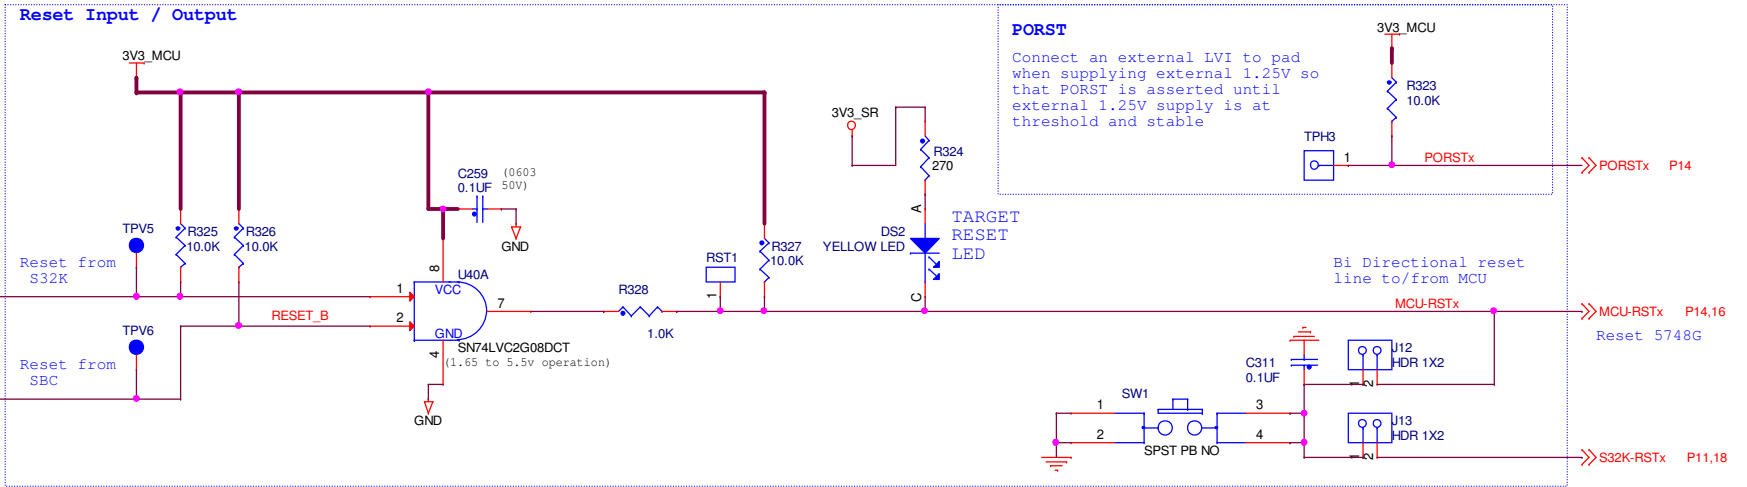 Reset Input / Output
3V3_MCU
TPV5
Reset from
S32K
R325
10.0K
R326
10.0K
C259
0.1UF
(0603
50V)
GND
8
U40A
VCC
1
2
7
GND
4
SN74LVC2G08DCT
(1.65 to 5.5v operation)
GND
RESET_B
TPV6
Reset from
SBC
R328
1.0K
RST1
1
R327
10.0K
3V3_SR
R324
270
A
DS2
YELLOW LED
C
TARGET
RESET
LED
PORST
Connect an external LVI to pad
when supplying external 1.25V so
that PORST is asserted until
external 1.25V supply is at
threshold and stable
3V3_MCU
R323
10.0K
TPH3
1
PORSTx
PORSTx P14
Bi Directional reset
line to/from MCU
MCU-RSTx
MCU-RSTx P14,16
Reset 5748G
C311
0.1UF
J12
HDR 1X2
1
2
SW1
1
2
3
4
SPST PB NO
J13
HDR 1X2
1
2
S32K-RSTx P11,18